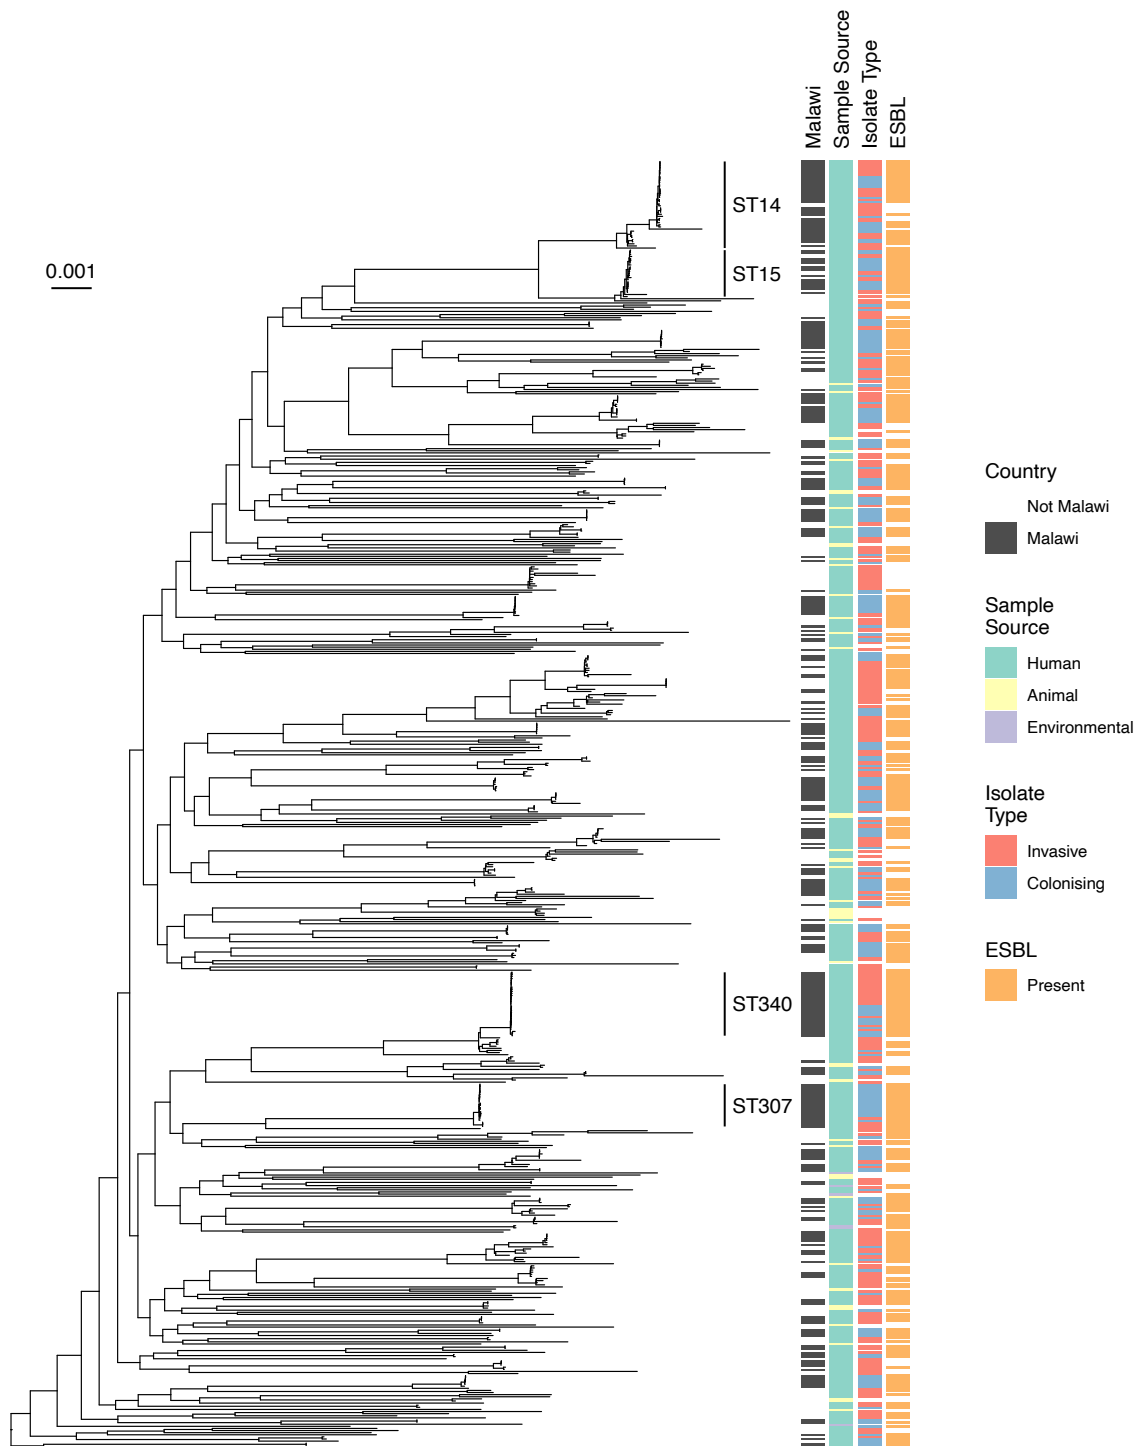 Malawi
Sample Source
Isolate Type
ESBL
ST14
ST15
0.001
ST340
ST307
Country
Not Malawi
Malawi
Sample
Source
Human
Animal
Environmental
Isolate
Type
Invasive
Colonising
ESBL
Present